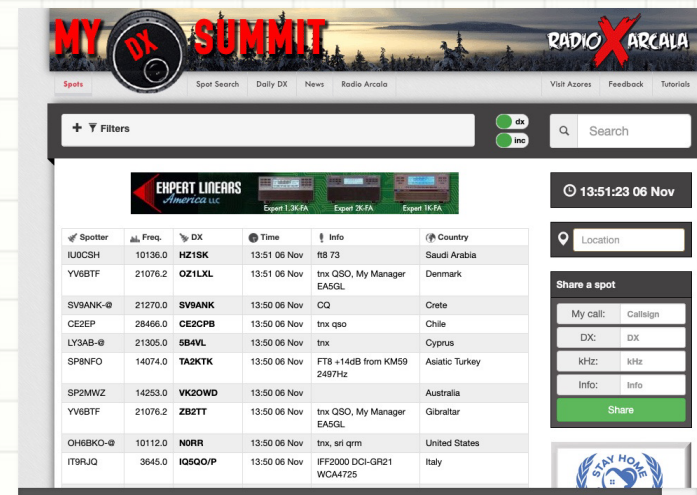 MY DX SUMMIT RADIO X ARCALA
Spots Spot Search Daily DX News Radio Arcala Visit Azores Feedback Tutorials
+ Filters dx inc Search
EXPERT LINEARS America LLC Expert 1.3K-FA Expert 2K-FA Expert 1K-FA
13:51:23 06 Nov
Location
Spotter Freq. DX Time Info Country
IU0CSH 10136.0 HZ1SK 13:51 06 Nov ft8 73 Saudi Arabia
YV6BTF 21076.2 OZ1LXL 13:51 06 Nov tnx QSO, My Manager Denmark
EA5GL
SV9ANK-@ 21270.0 SV9ANK 13:50 06 Nov CQ Crete
CE2EP 28466.0 CE2CPB 13:50 06 Nov tnx qso Chile
LY3AB-@ 21305.0 5B4VL 13:50 06 Nov tnx Cyprus
SP8NFO 14074.0 TA2KTK 13:50 06 Nov FT8 +14dB from KM59 Asiatic Turkey
2497Hz
SP2MWZ 14253.0 VK2OWD 13:50 06 Nov Australia
YV6BTF 21076.2 ZB2TT 13:50 06 Nov tnx QSO, My Manager Gibraltar
EA5GL
OH6BKO-@ 10112.0 N0RR 13:50 06 Nov tnx, sri qrm United States
IT9RJQ 3645.0 IQ5QO/P 13:50 06 Nov IFF2000 DCI-GR21 Italy
WCA4725
Share a spot
My call: Callsign
DX: DX
kHz: kHz
Info: Info
Share
STAY HOME